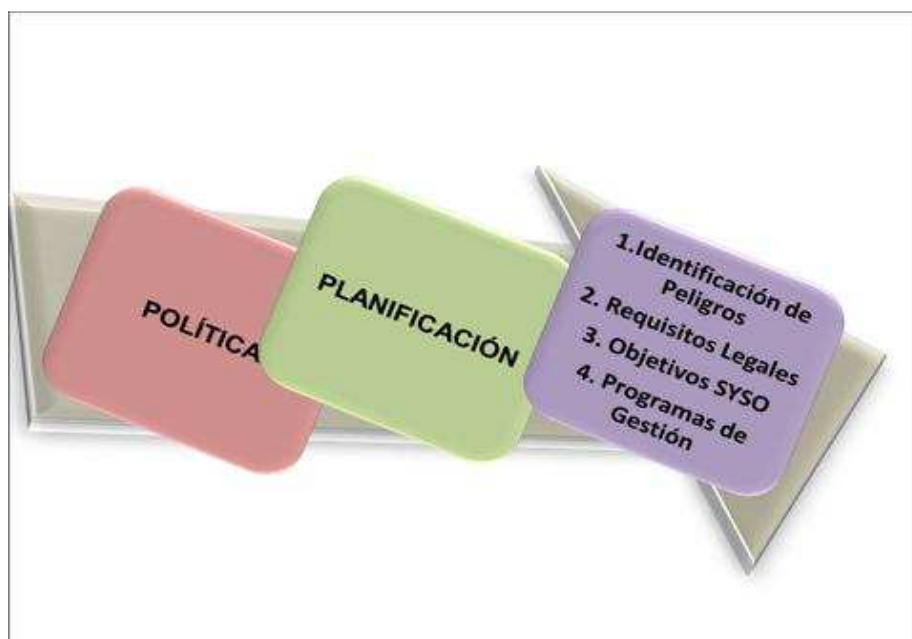 POLÍTICA
PLANIFICACIÓN
1.Identificación de
Peligros
2. Requisitos Legales
3. Objetivos SYSO
4. Programas de
Gestión